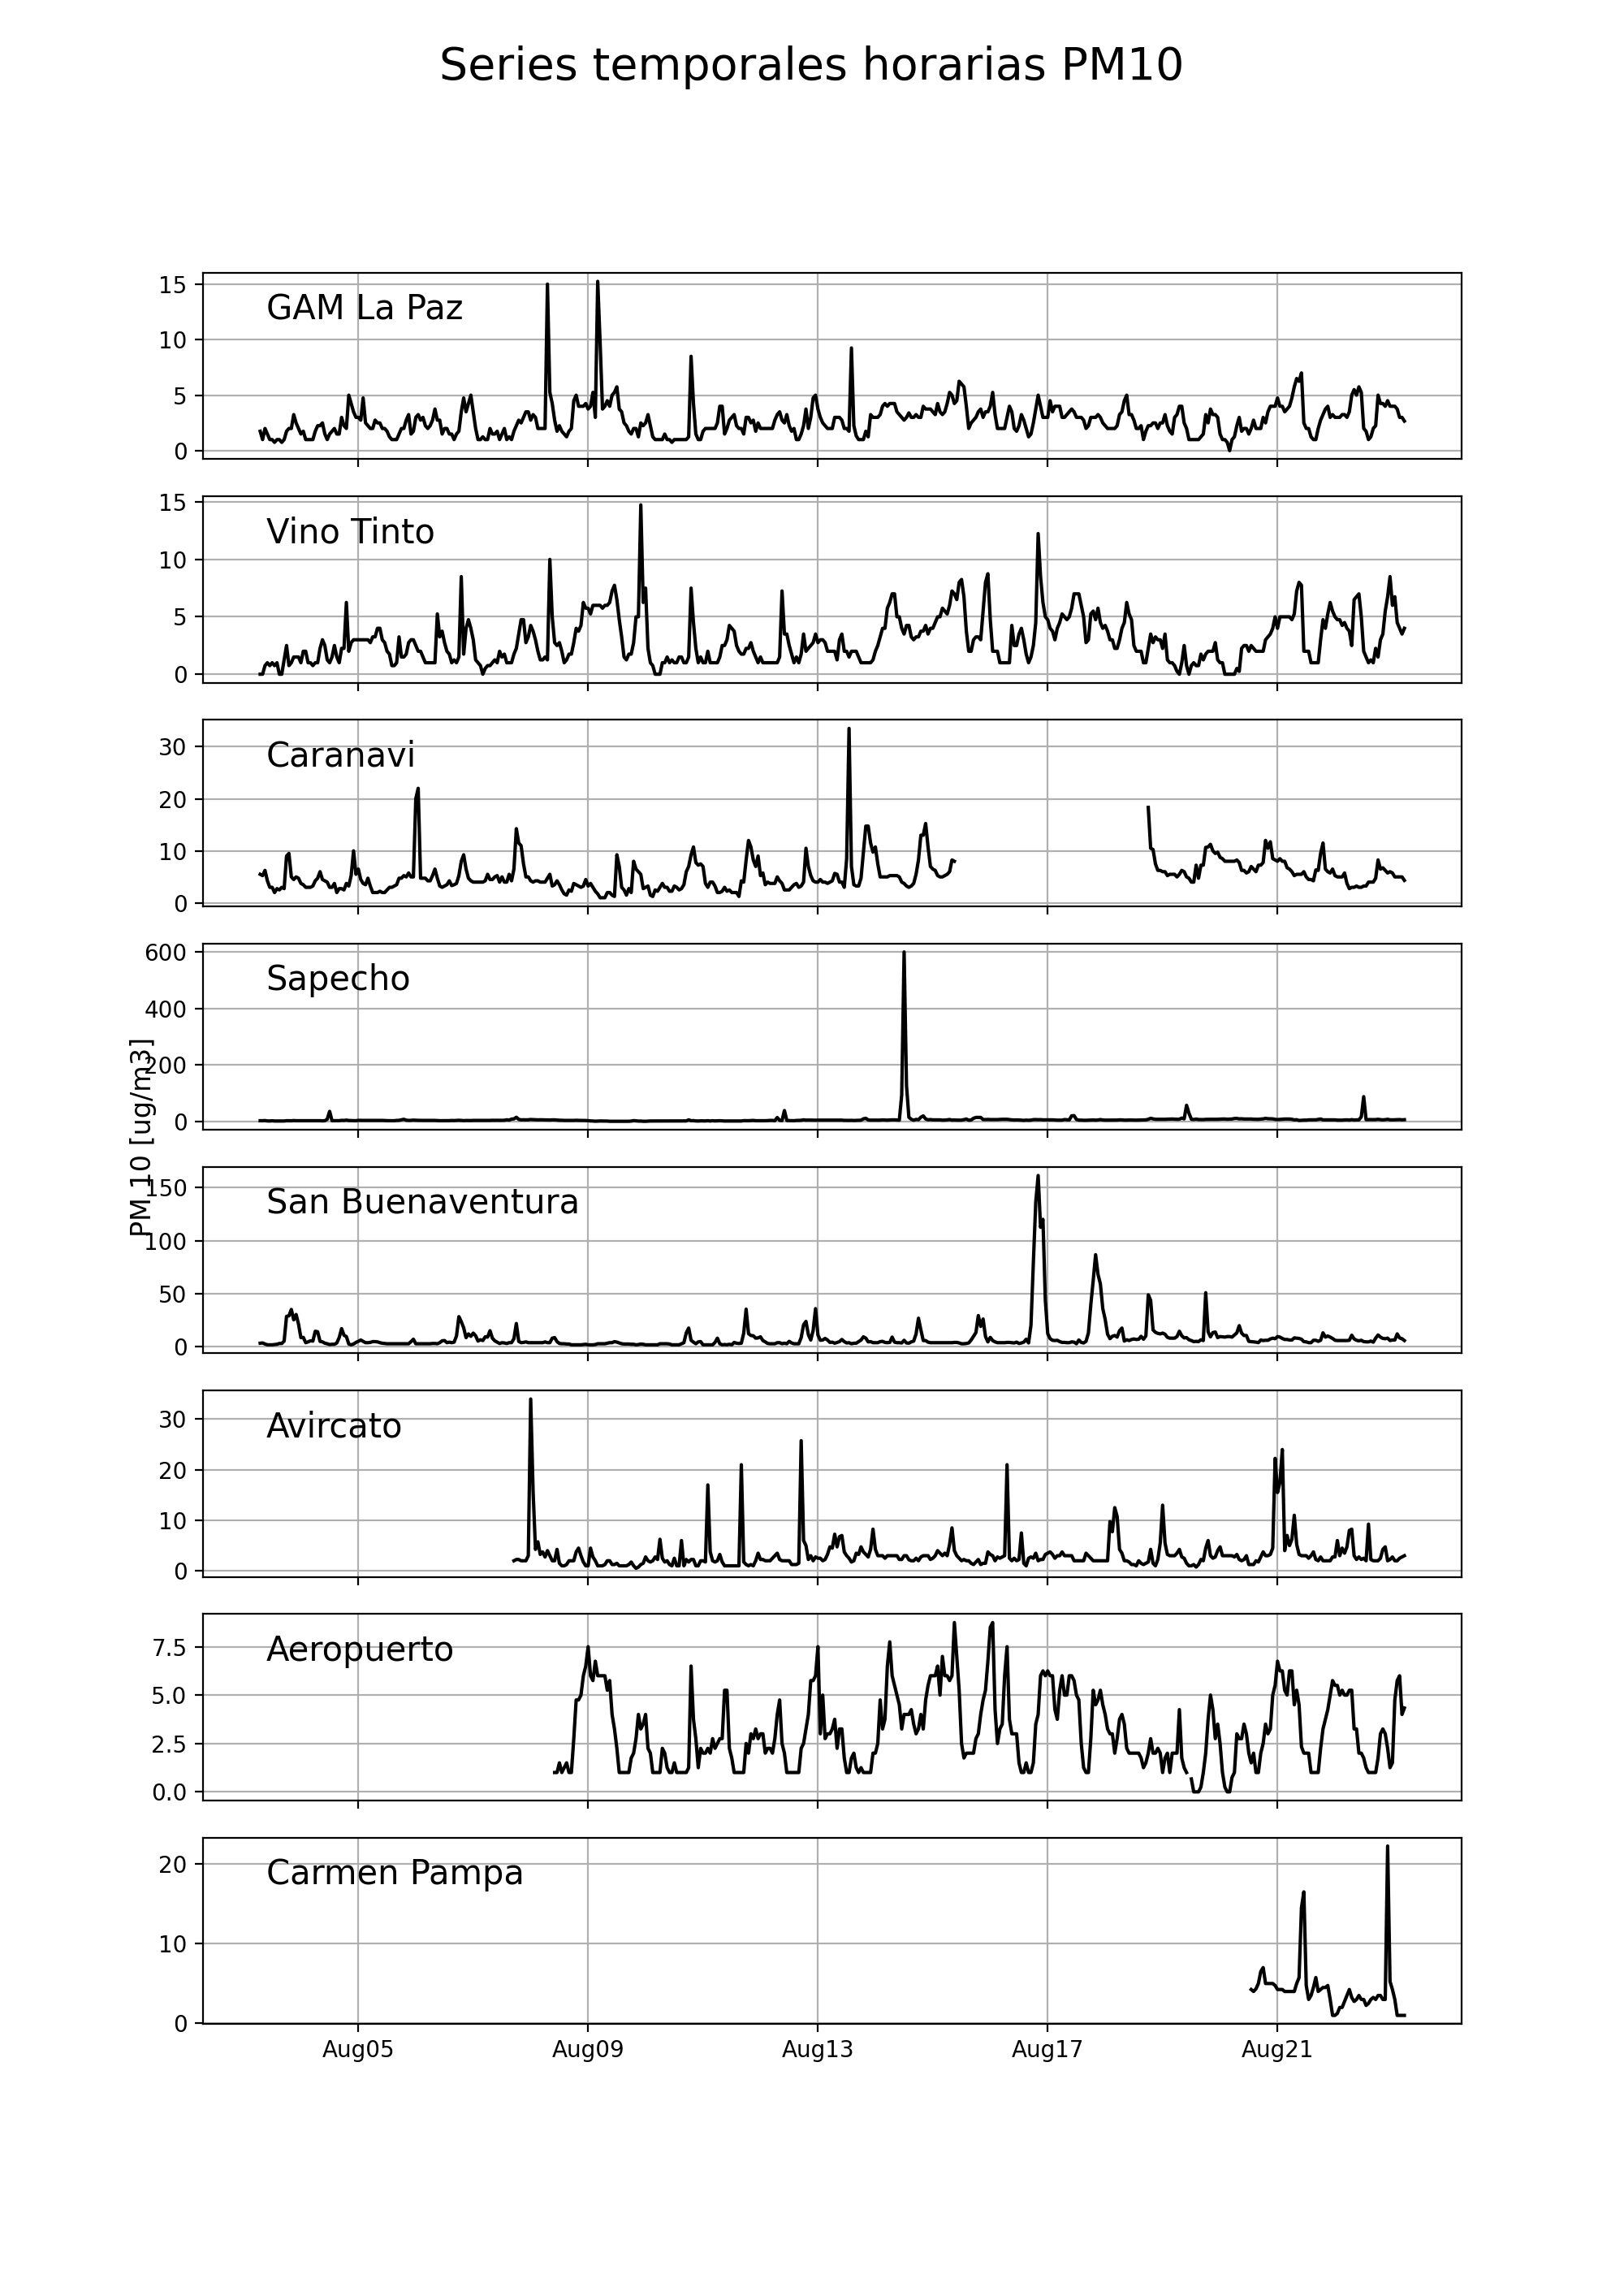 Series temporales horarias PM10
15
10
5
0
GAM La Paz
15
10
5
0
Vino Tinto
30
20
10
0
Caranavi
600
400
200
0
Sapecho
PM 10 [ug/m3]
150
100
50
0
San Buenaventura
30
20
10
0
Avircato
7.5
5.0
2.5
0.0
Aeropuerto
20
10
0
Carmen Pampa
Aug05 Aug09 Aug13 Aug17 Aug21